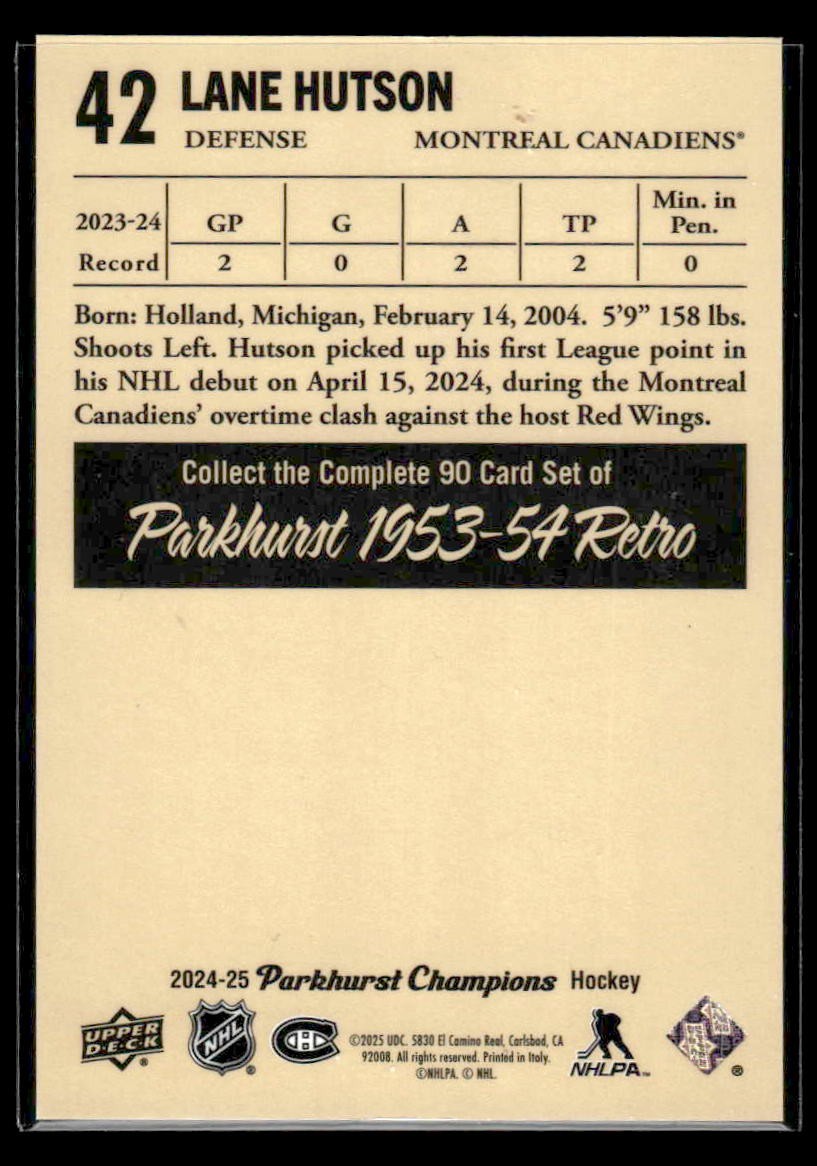 42 LANE HUTSON
DEFENSE MONTREAL CANADIENS®
2023-24 GP G A TP Min. in Pen.
Record 2 0 2 2 0
Born: Holland, Michigan, February 14, 2004. 5'9” 158 lbs.
Shoots Left. Hutson picked up his first League point in
his NHL debut on April 15, 2024, during the Montreal
Canadiens’ overtime clash against the host Red Wings.
Collect the Complete 90 Card Set of
Parkhurst 1953-54 Retro
2024-25 Parkhurst Champions Hockey
UPPER
D·E·C·K ®
NHL ®
©2025 UDC. 5830 El Camino Real, Carlsbad, CA
92008. All rights reserved. Printed in Italy.
©NHLPA. © NHL.
NHLPA™
®